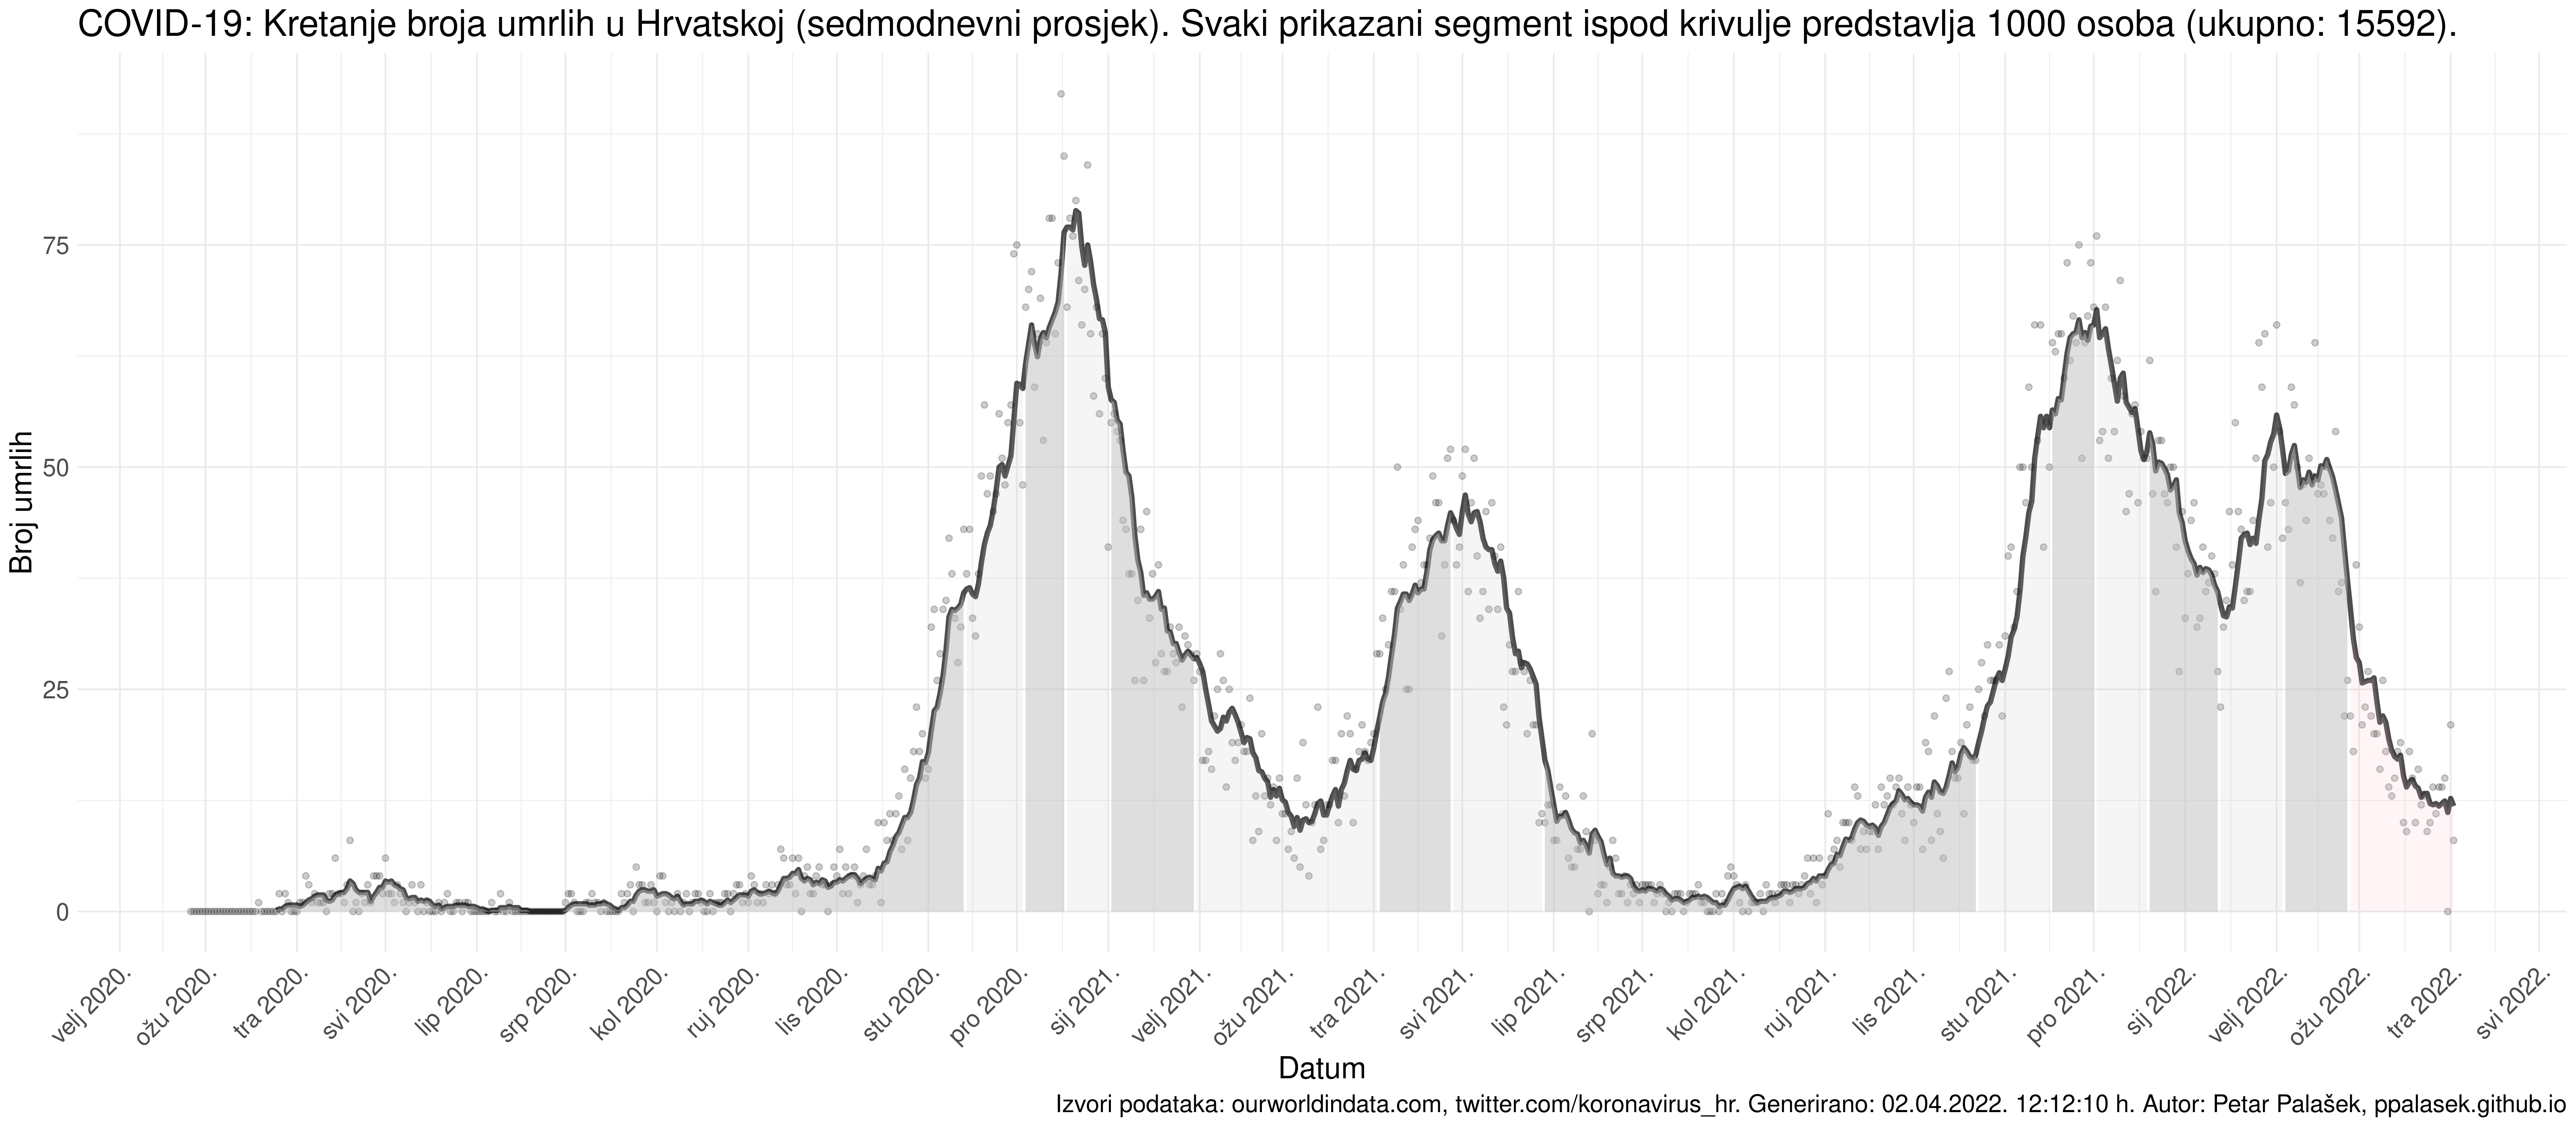 COVID-19: Kretanje broja umrlih u Hrvatskoj (sedmodnevni prosjek). Svaki prikazani segment ispod krivulje predstavlja 1000 osoba (ukupno: 15592).
75
50
25
0
Broj umrlih
velj 2020.
ožu 2020.
tra 2020.
svi 2020.
lip 2020.
srp 2020.
kol 2020.
ruj 2020.
lis 2020.
stu 2020.
pro 2020.
sij 2021.
velj 2021.
ožu 2021.
tra 2021.
svi 2021.
lip 2021.
srp 2021.
kol 2021.
ruj 2021.
lis 2021.
stu 2021.
pro 2021.
sij 2022.
velj 2022.
ožu 2022.
tra 2022.
svi 2022.
Datum
Izvori podataka: ourworldindata.com, twitter.com/koronavirus_hr. Generirano: 02.04.2022. 12:12:10 h. Autor: Petar Palašek, ppalasek.github.io